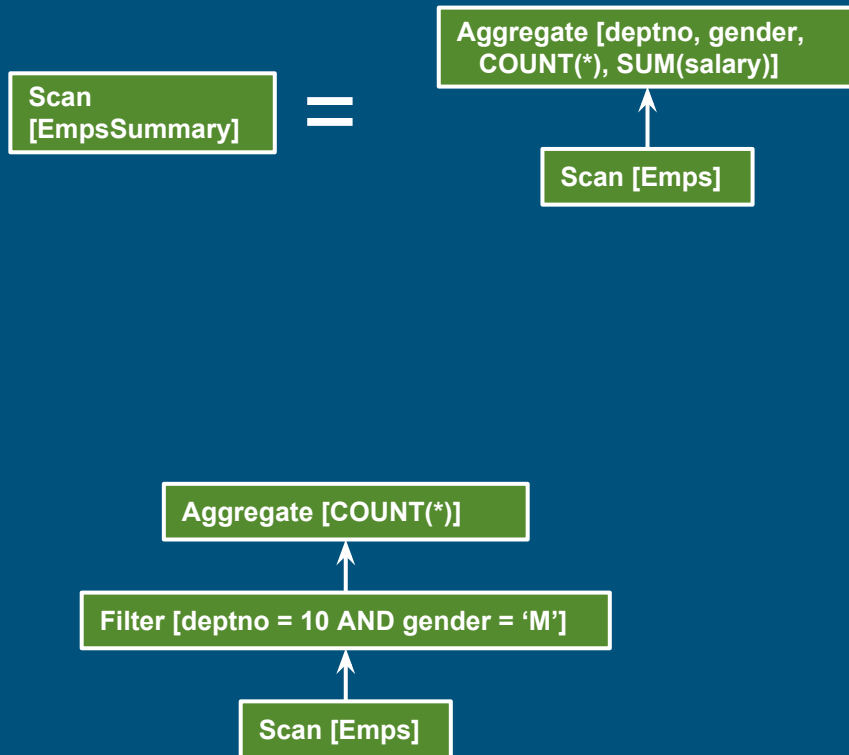 Scan
[EmpsSummary]
=
Aggregate [deptno, gender,
COUNT(*), SUM(salary)]
Scan [Emps]
Aggregate [COUNT(*)]
Filter [deptno = 10 AND gender = ‘M’]
Scan [Emps]